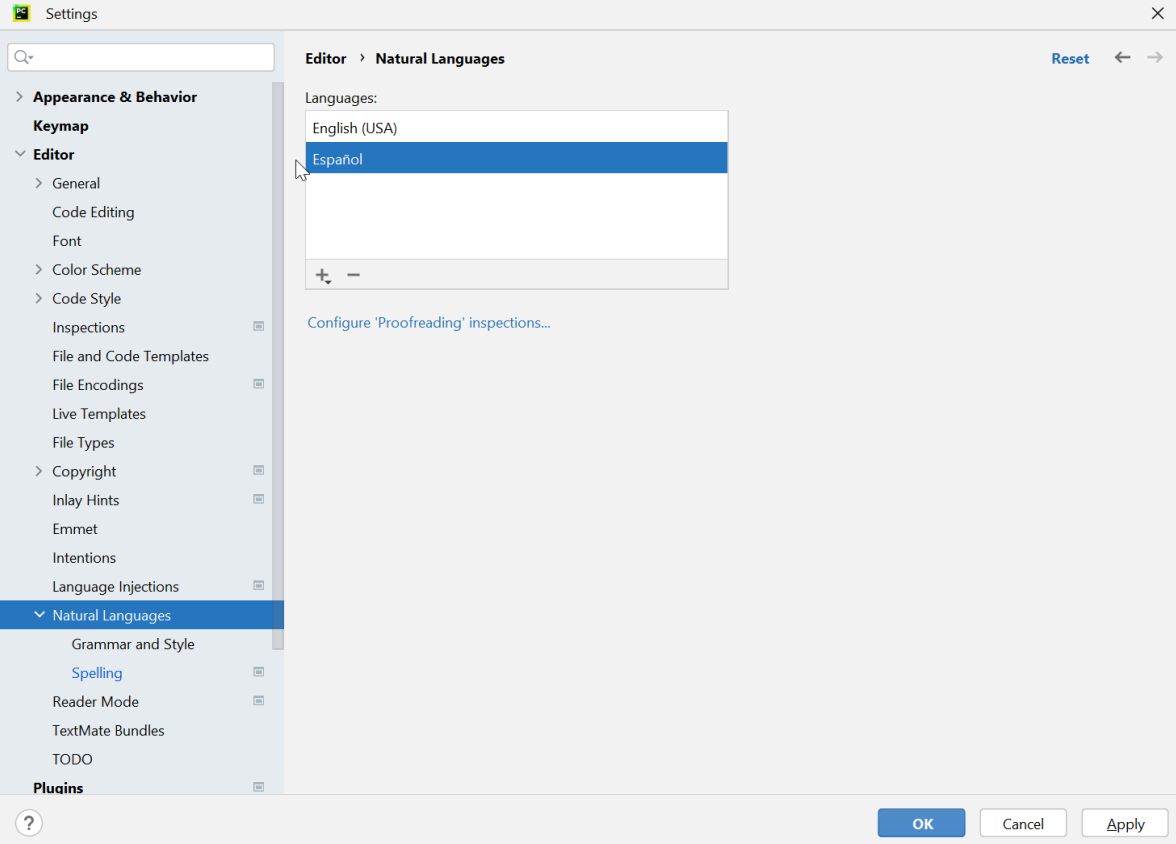 PC
Settings
Appearance & Behavior
Keymap
Editor
General
Code Editing
Font
Color Scheme
Code Style
Inspections
File and Code Templates
File Encodings
Live Templates
File Types
Copyright
Inlay Hints
Emmet
Intentions
Language Injections
Natural Languages
Grammar and Style
Spelling
Reader Mode
TextMate Bundles
TODO
Plugins
Editor › Natural Languages
Reset
Languages:
English (USA)
Español
Configure 'Proofreading' inspections...
?
OK
Cancel
Apply